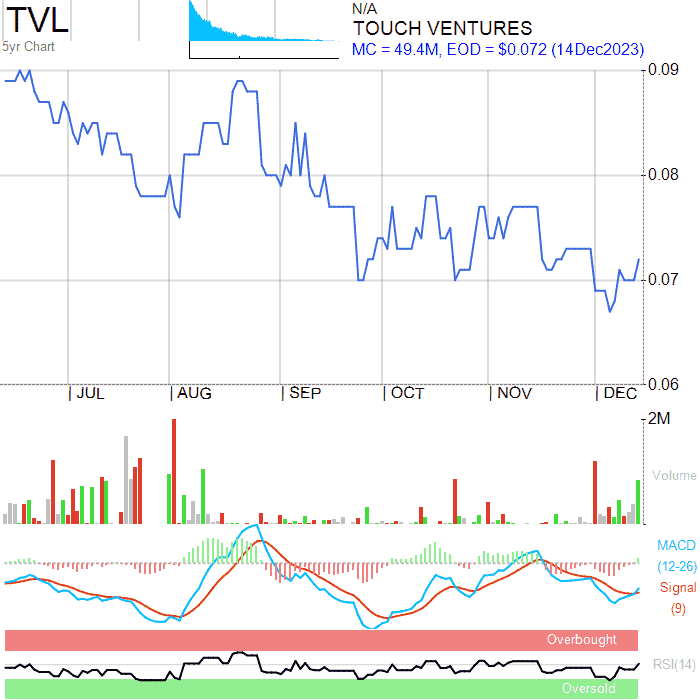 TVL
5yr Chart
N/A
TOUCH VENTURES
MC = 49.4M, EOD = $0.072 (14Dec2023)
0.09
0.08
0.07
0.06
JUL
AUG
SEP
OCT
NOV
DEC
2M
Volume
MACD
(12-26)
Signal
(9)
Overbought
RSI(14)
Oversold